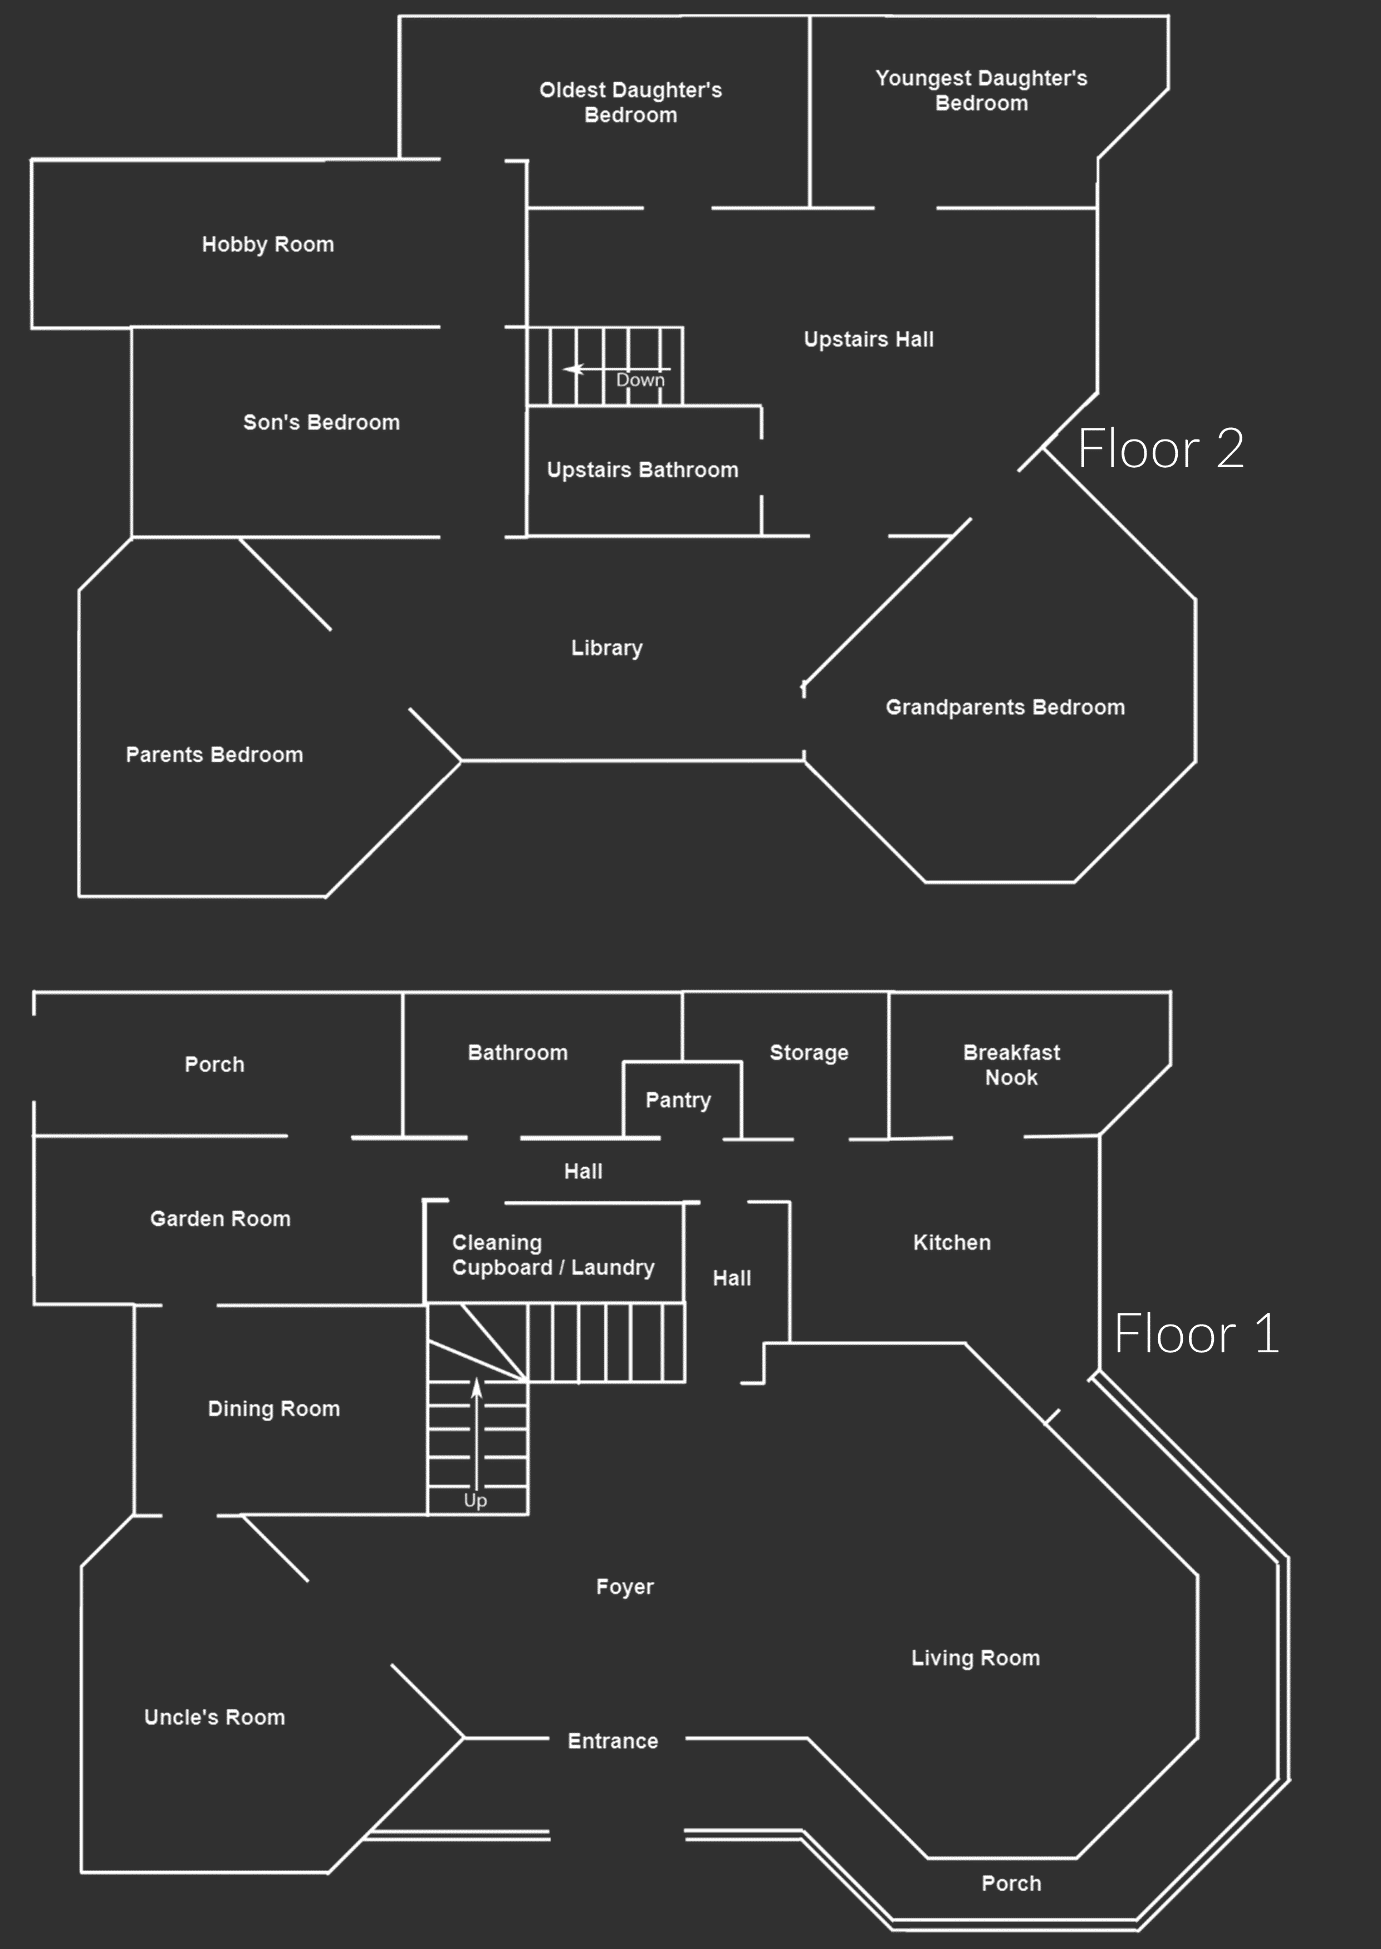 Oldest Daughter's
Bedroom
Youngest Daughter's
Bedroom
Hobby Room
Upstairs Hall
Down
Son's Bedroom
Floor 2
Upstairs Bathroom
Library
Grandparents Bedroom
Parents Bedroom
Porch
Bathroom
Storage
Breakfast
Nook
Pantry
Hall
Garden Room
Cleaning
Cupboard / Laundry
Hall
Kitchen
Floor 1
Dining Room
Up
Foyer
Living Room
Uncle's Room
Entrance
Porch